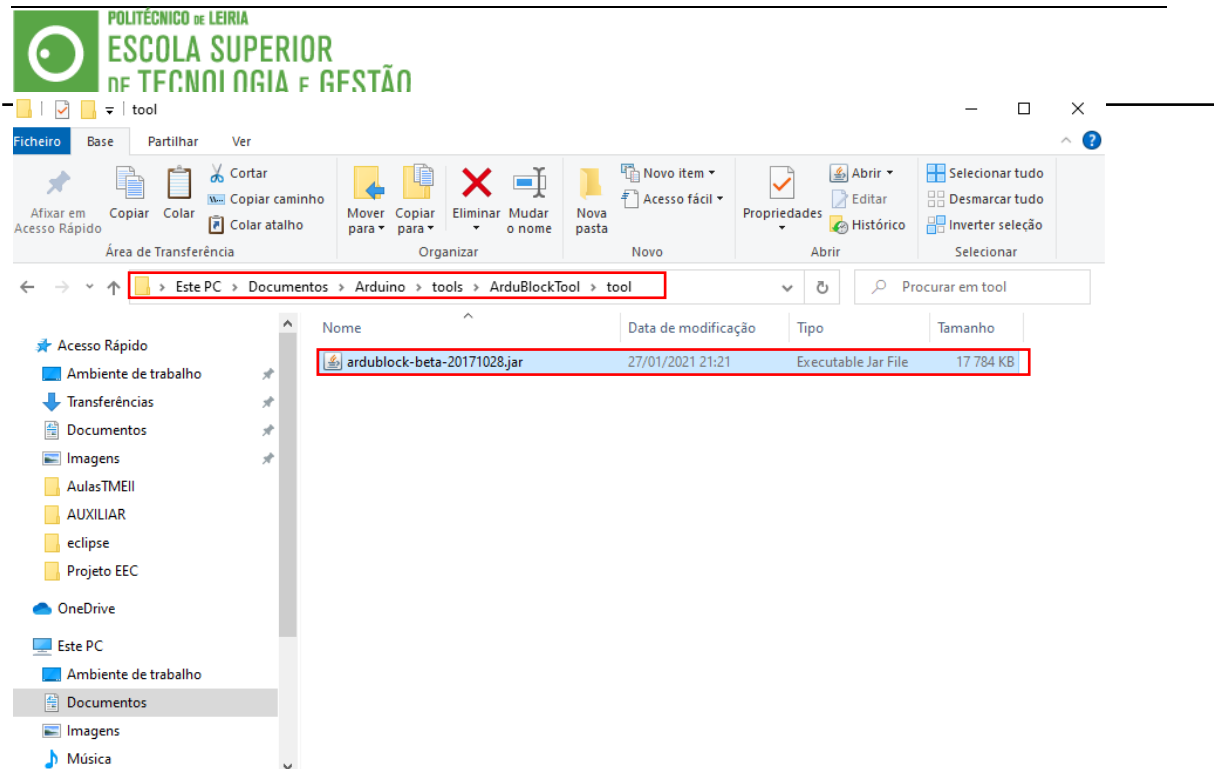 POLITÉCNICO DE LEIRIA
ESCOLA SUPERIOR
DE TECNOLOGIA E GESTÃO
tool
Ficheiro Base Partilhar Ver
Afixar em Acesso Rápido
Copiar
Colar
Cortar
Copiar caminho
Colar atalho
Área de Transferência
Mover para
Copiar para
Eliminar
Mudar o nome
Organizar
Nova pasta
Novo item
Acesso fácil
Novo
Propriedades
Abrir
Editar
Histórico
Abrir
Selecionar tudo
Desmarcar tudo
Inverter seleção
Selecionar
Este PC > Documentos > Arduino > tools > ArduBlockTool > tool
Procurar em tool
Nome Data de modificação Tipo Tamanho
ardublock-beta-20171028.jar 27/01/2021 21:21 Executable Jar File 17 784 KB
Acesso Rápido
Ambiente de trabalho
Transferências
Documentos
Imagens
AulasTMEII
AUXILIAR
eclipse
Projeto EEC
OneDrive
Este PC
Ambiente de trabalho
Documentos
Imagens
Música